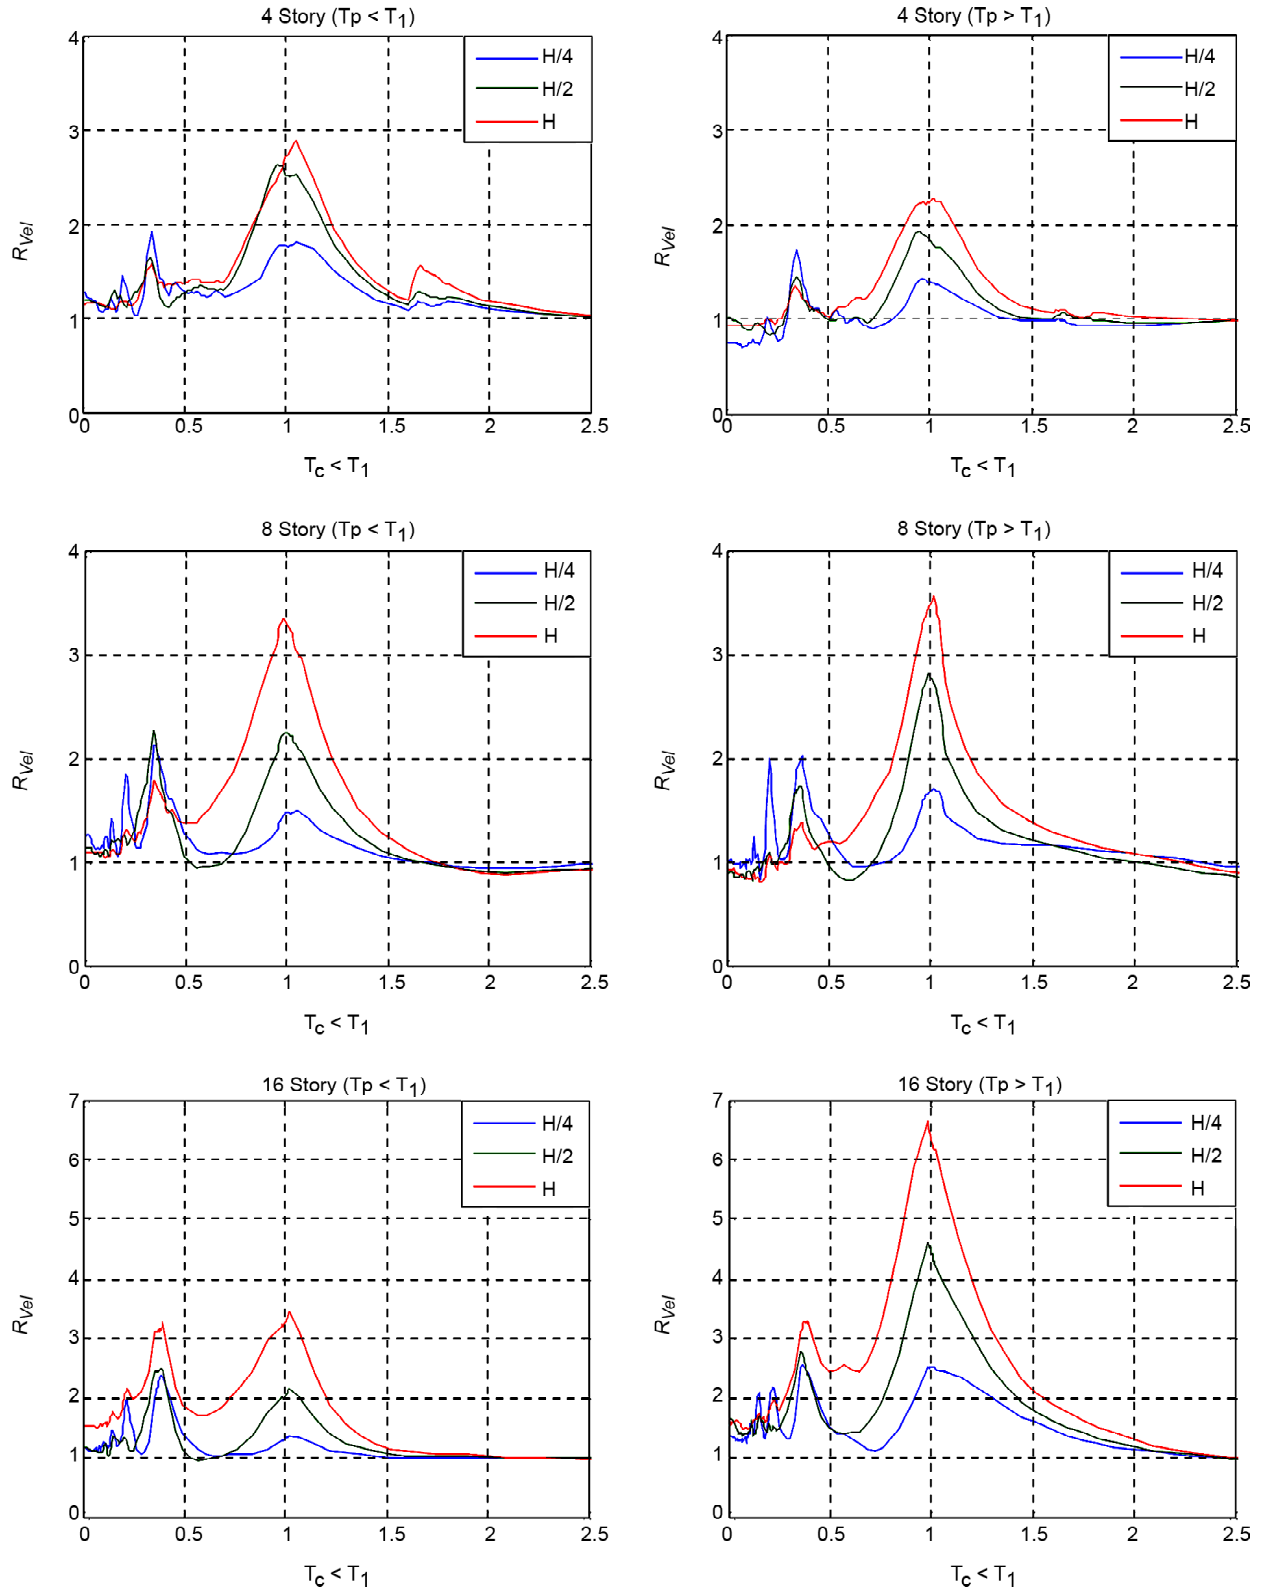 4 Story (Tp < T1)
4
3
2
1
0
RVel
H/4
H/2
H
0 0.5 1 1.5 2 2.5
Tc < T1
4 Story (Tp > T1)
4
3
2
1
0
RVel
H/4
H/2
H
0 0.5 1 1.5 2 2.5
Tc < T1
8 Story (Tp < T1)
4
3
2
1
0
RVel
H/4
H/2
H
0 0.5 1 1.5 2 2.5
Tc < T1
8 Story (Tp > T1)
4
3
2
1
0
RVel
H/4
H/2
H
0 0.5 1 1.5 2 2.5
Tc < T1
16 Story (Tp < T1)
7
6
5
4
3
2
1
0
RVel
H/4
H/2
H
0 0.5 1 1.5 2 2.5
Tc < T1
16 Story (Tp > T1)
7
6
5
4
3
2
1
0
RVel
H/4
H/2
H
0 0.5 1 1.5 2 2.5
Tc < T1